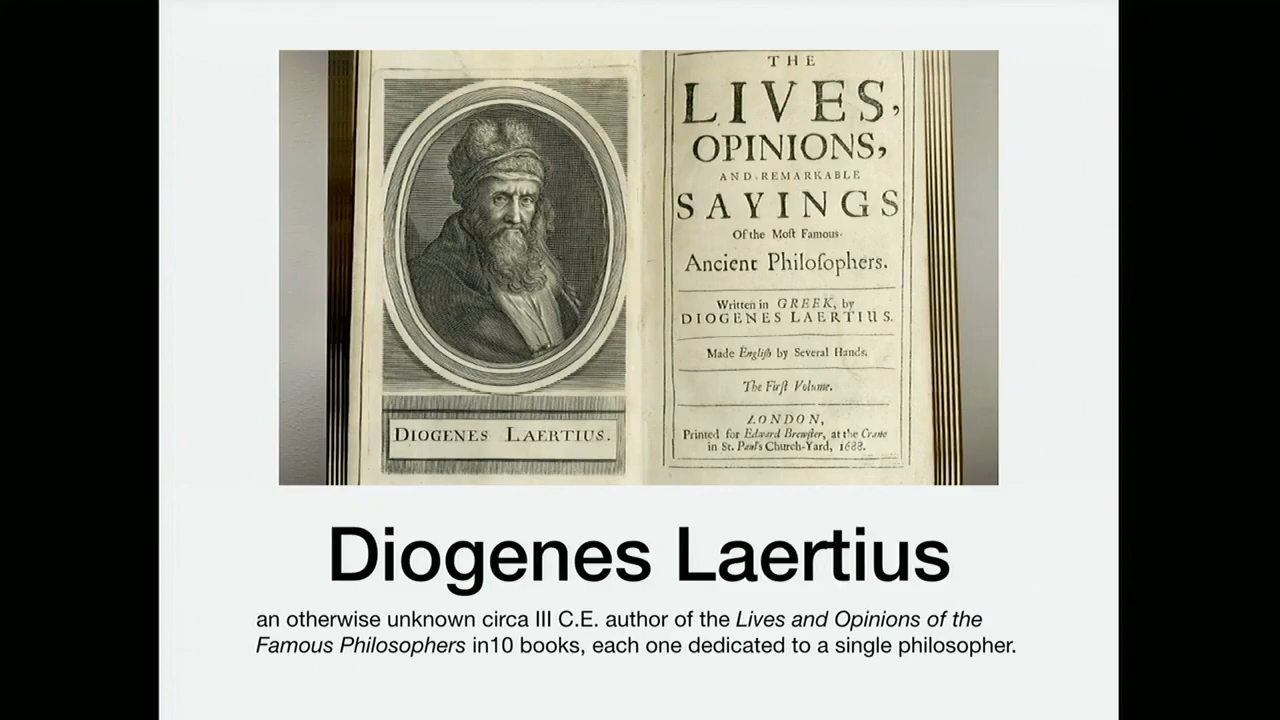 THE
LIVES,
OPINIONS,
AND REMARKABLE
SAYINGS
Of the Moſt Famous
Ancient Philoſophers.
Written in GREEK, by
DIOGENES LAERTIUS.
Made Engliſh by Several Hands.
The Firſt Volume.
LONDON,
Printed for Edward Brewſter, at the Crane
in St. Paul's Church-Yard, 1688.
DIOGENES LAERTIUS.
Diogenes Laertius
an otherwise unknown circa III C.E. author of the Lives and Opinions of the
Famous Philosophers in10 books, each one dedicated to a single philosopher.